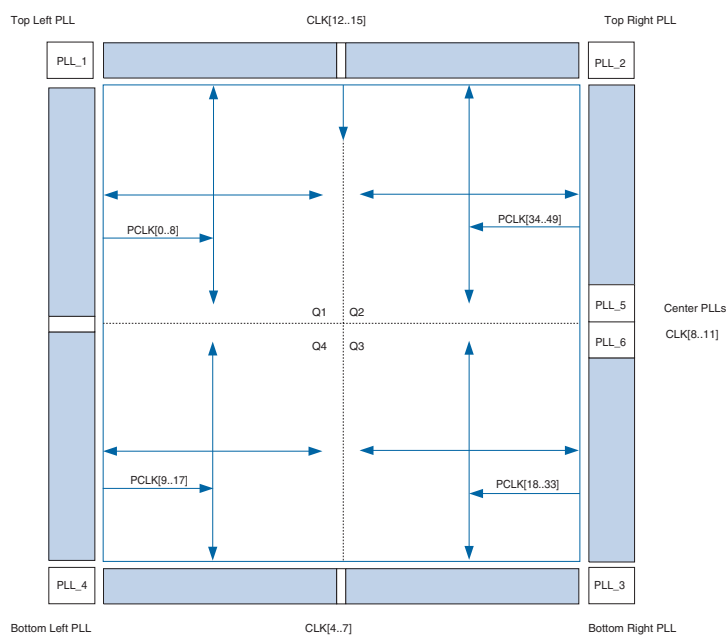 Top Left PLL
CLK[12..15]
Top Right PLL
PLL_1
PLL_2
PCLK[0..8]
PCLK[34..49]
PLL_5
Q1
Q2
Center PLLs
CLK[8..11]
Q4
Q3
PLL_6
PCLK[9..17]
PCLK[18..33]
PLL_4
PLL_3
Bottom Left PLL
CLK[4..7]
Bottom Right PLL